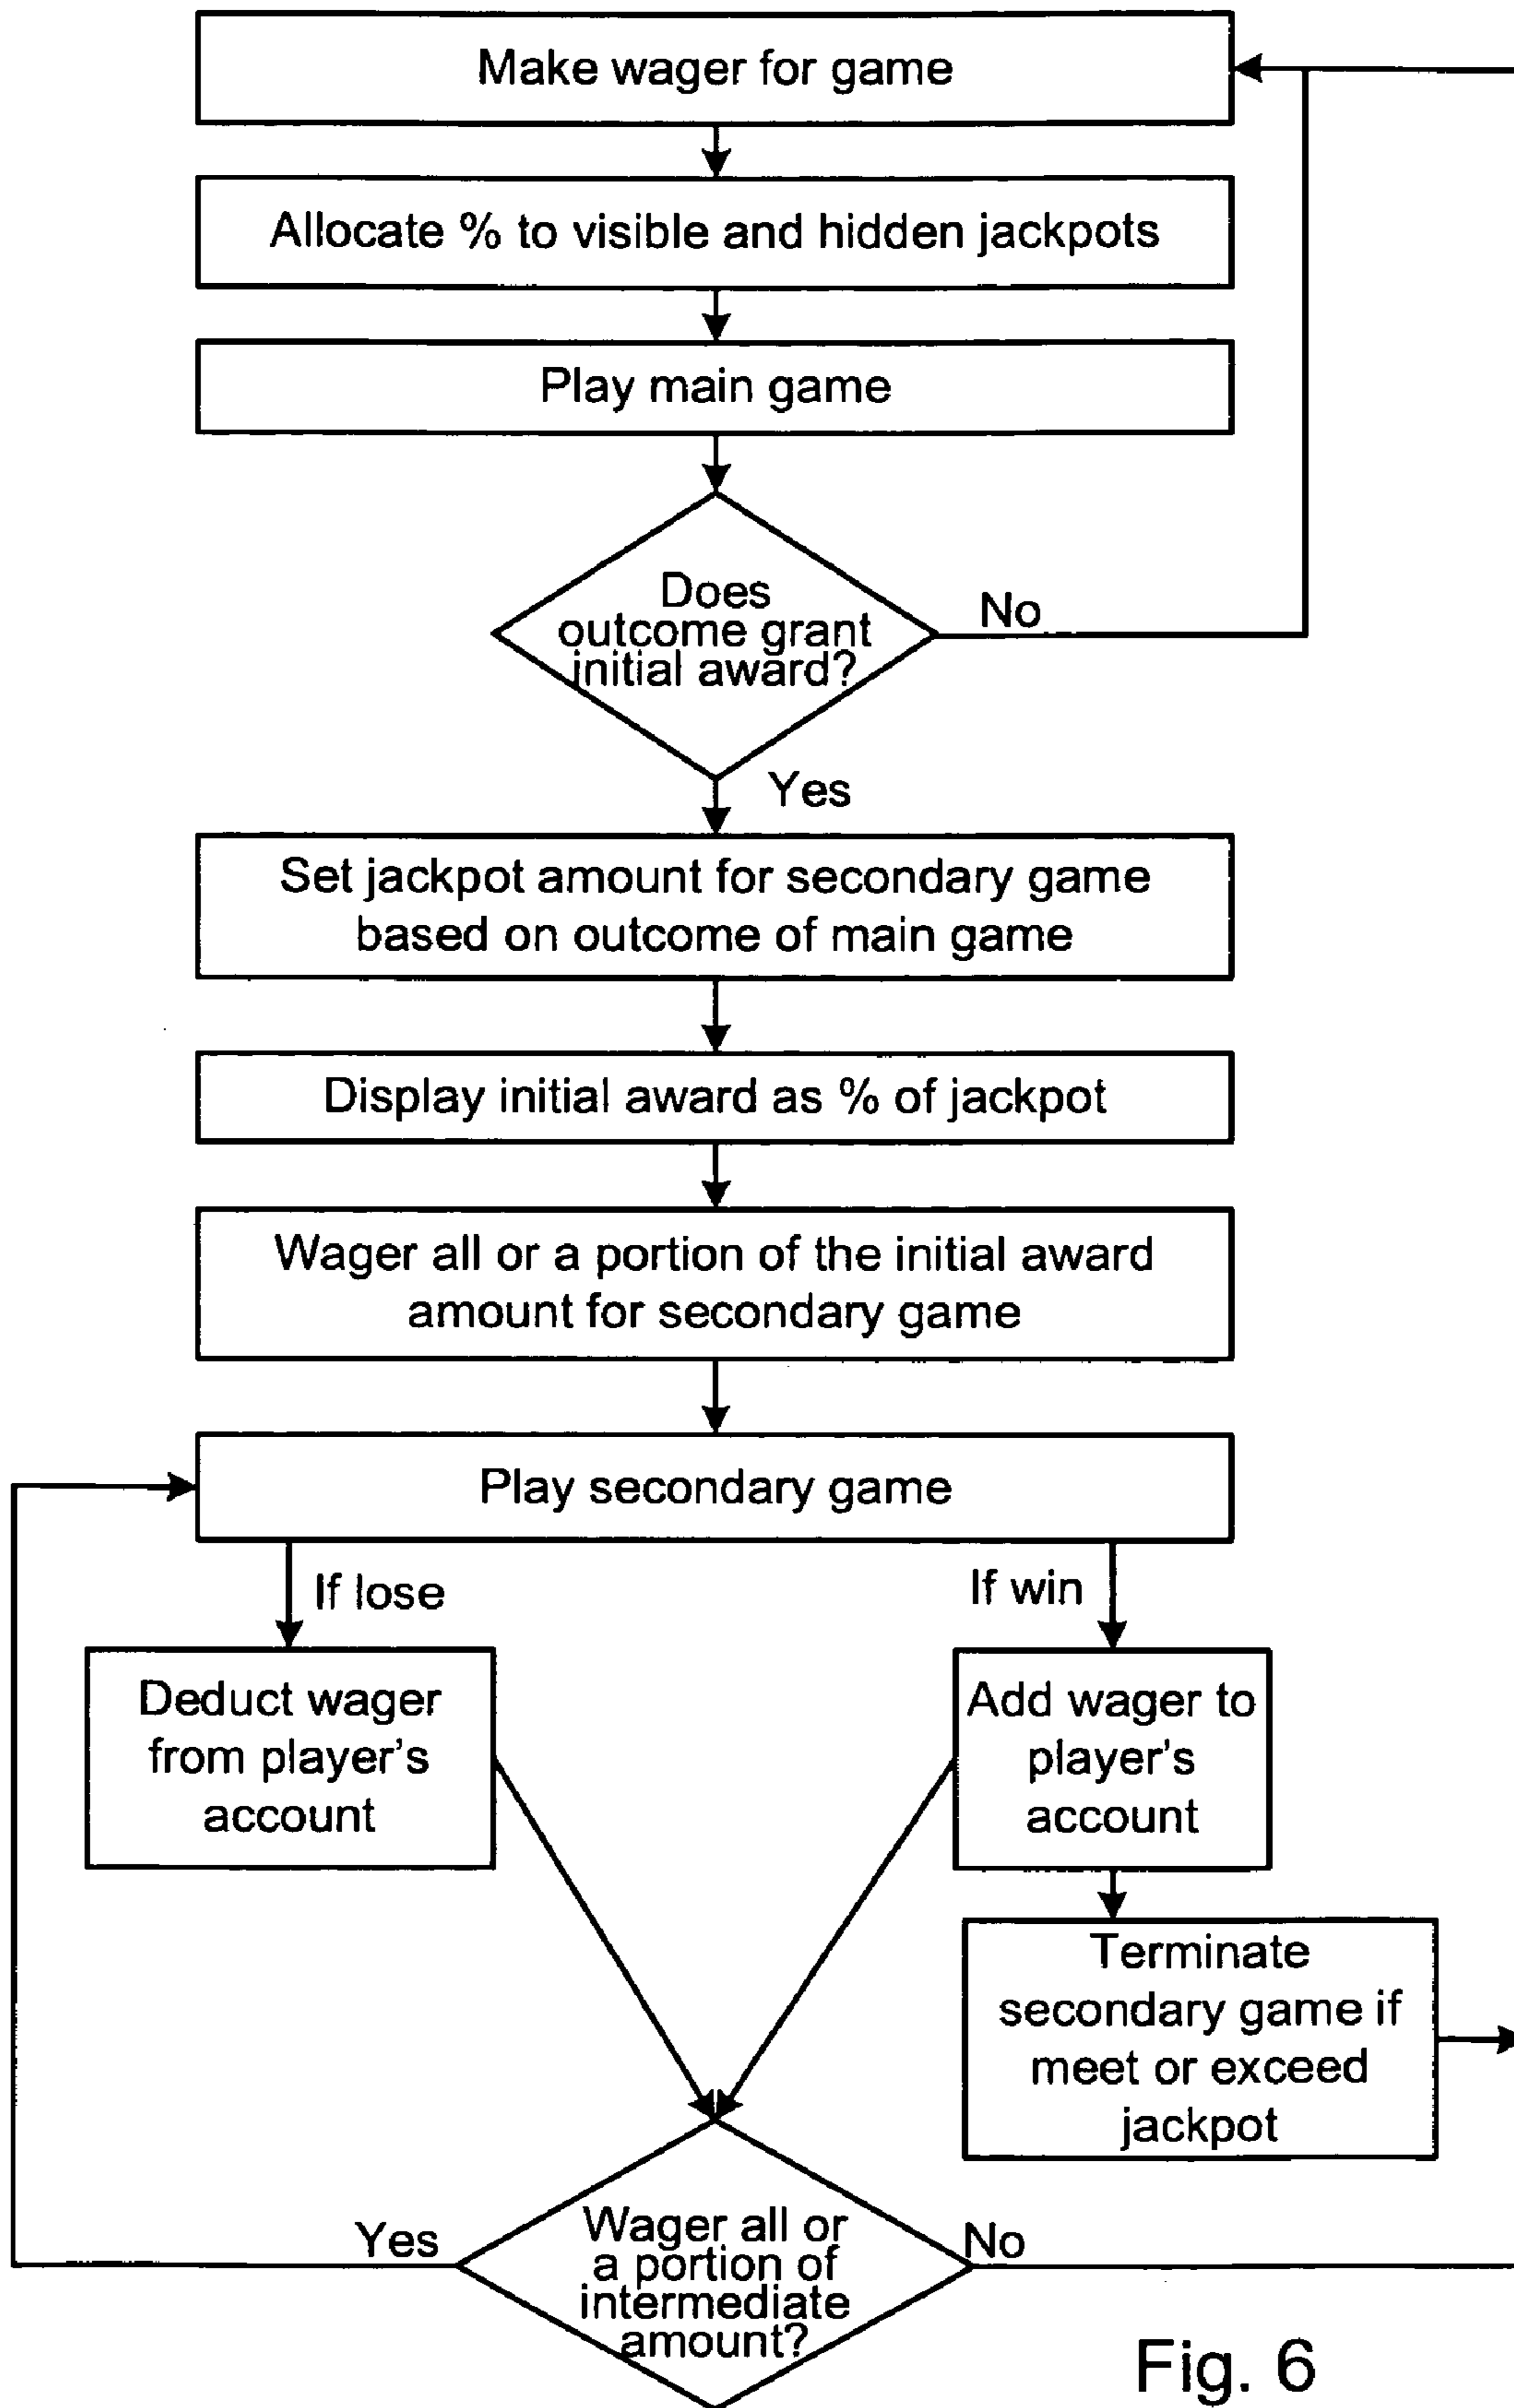 Make wager for game
Allocate % to visible and hidden jackpots
Play main game
Does
outcome grant
initial award?
No
Yes
Set jackpot amount for secondary game
based on outcome of main game
Display initial award as % of jackpot
Wager all or a portion of the initial award
amount for secondary game
Play secondary game
If lose
If win
Deduct wager
from player's
account
Add wager to
player's
account
Terminate
secondary game if
meet or exceed
jackpot
Yes
Wager all or
a portion of
intermediate
amount?
No
Fig. 6